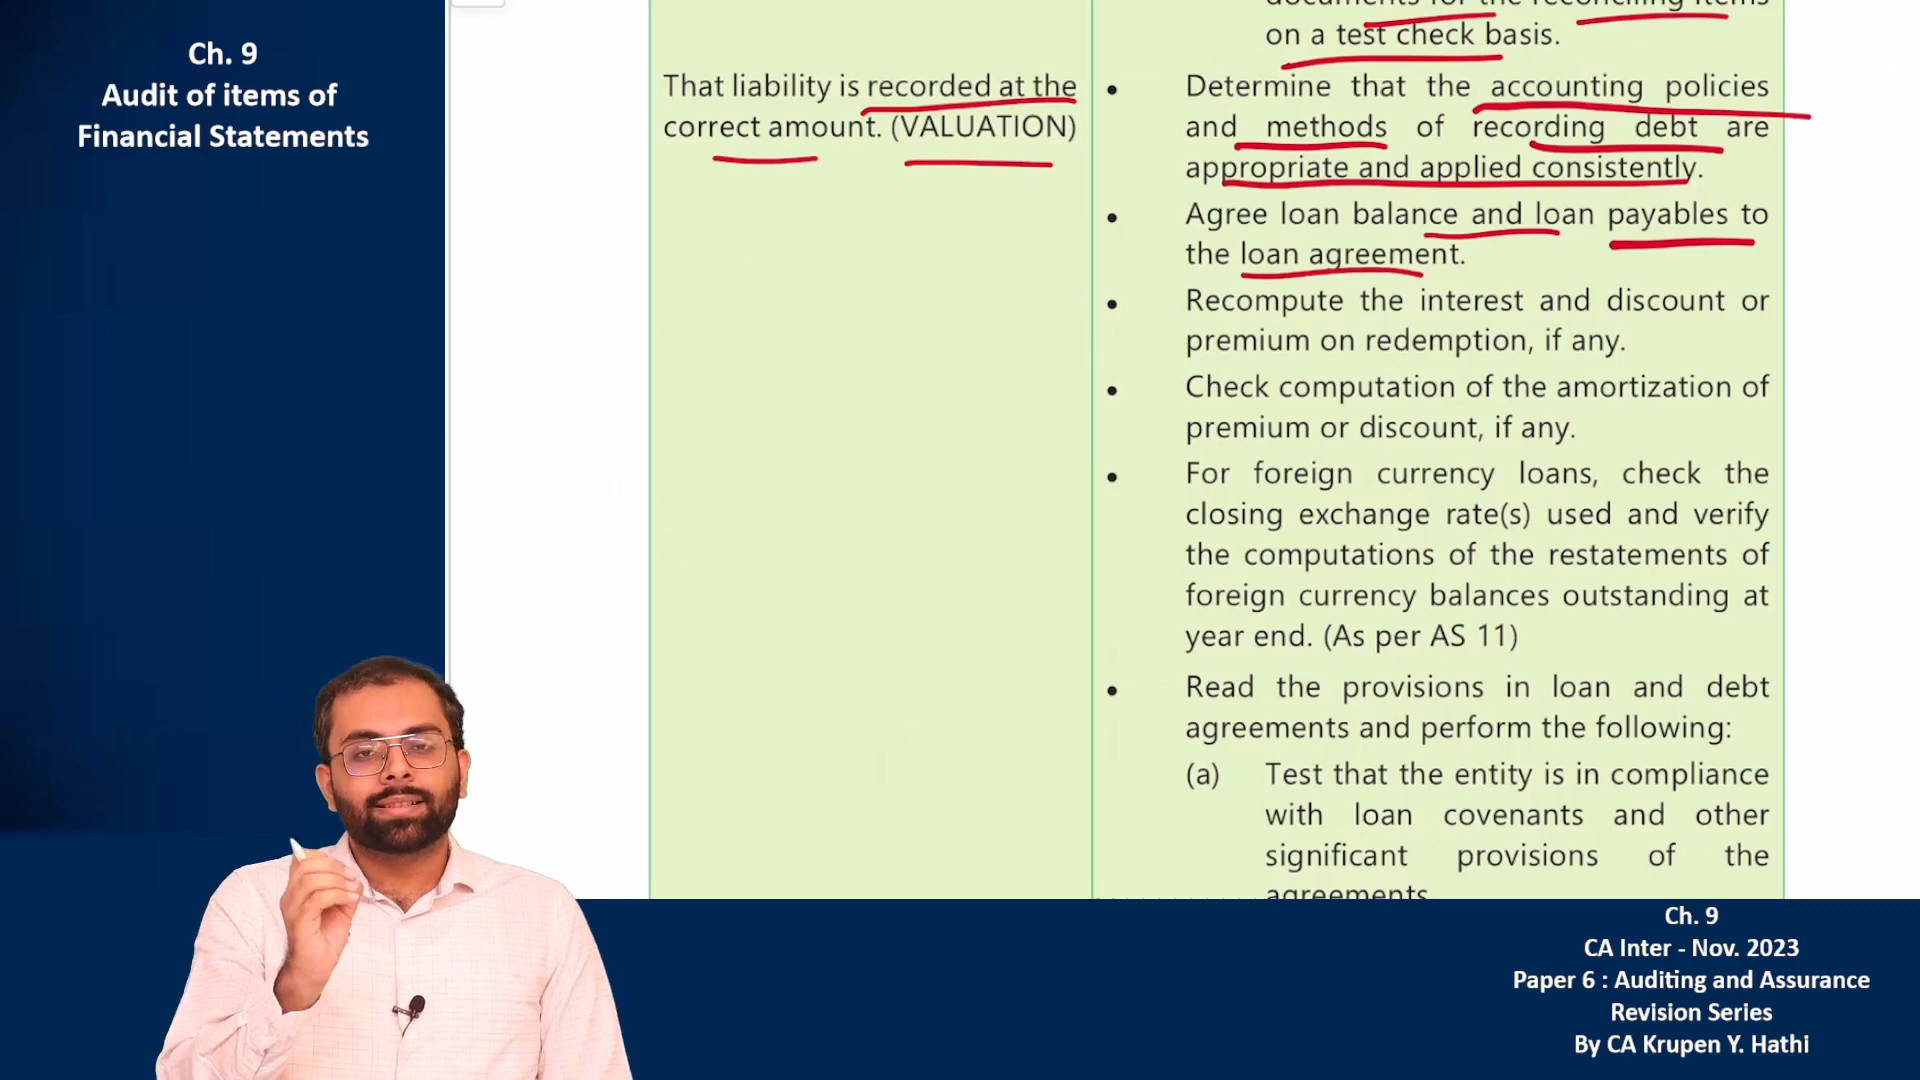 Ch. 9
Audit of items of
Financial Statements
documents for the reconciling items
on a test check basis.
That liability is recorded at the
correct amount. (VALUATION)
• Determine that the accounting policies
and methods of recording debt are
appropriate and applied consistently.
• Agree loan balance and loan payables to
the loan agreement.
• Recompute the interest and discount or
premium on redemption, if any.
• Check computation of the amortization of
premium or discount, if any.
• For foreign currency loans, check the
closing exchange rate(s) used and verify
the computations of the restatements of
foreign currency balances outstanding at
year end. (As per AS 11)
• Read the provisions in loan and debt
agreements and perform the following:
(a) Test that the entity is in compliance
with loan covenants and other
significant provisions of the
agreements
Ch. 9
CA Inter - Nov. 2023
Paper 6 : Auditing and Assurance
Revision Series
By CA Krupen Y. Hathi